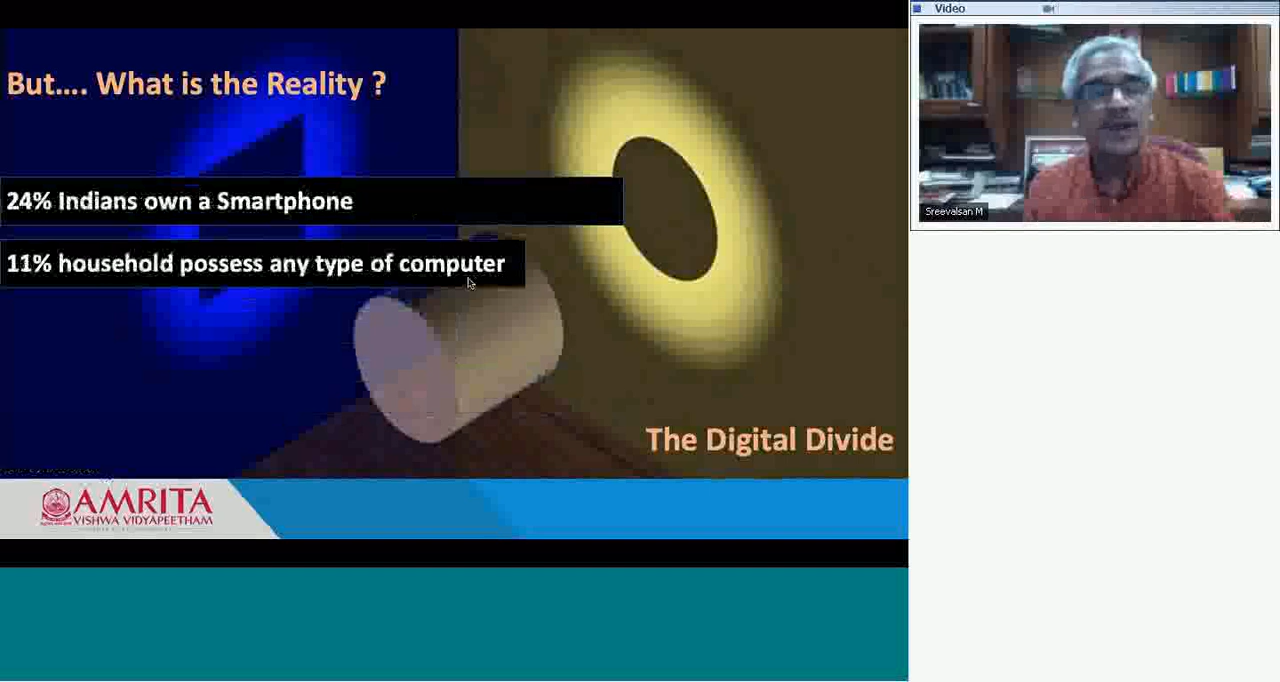 But.... What is the Reality ?
24% Indians own a Smartphone
11% household possess any type of computer
The Digital Divide
AMRITA
VISHWA VIDYAPEETHAM
Video
Sreevalsan M